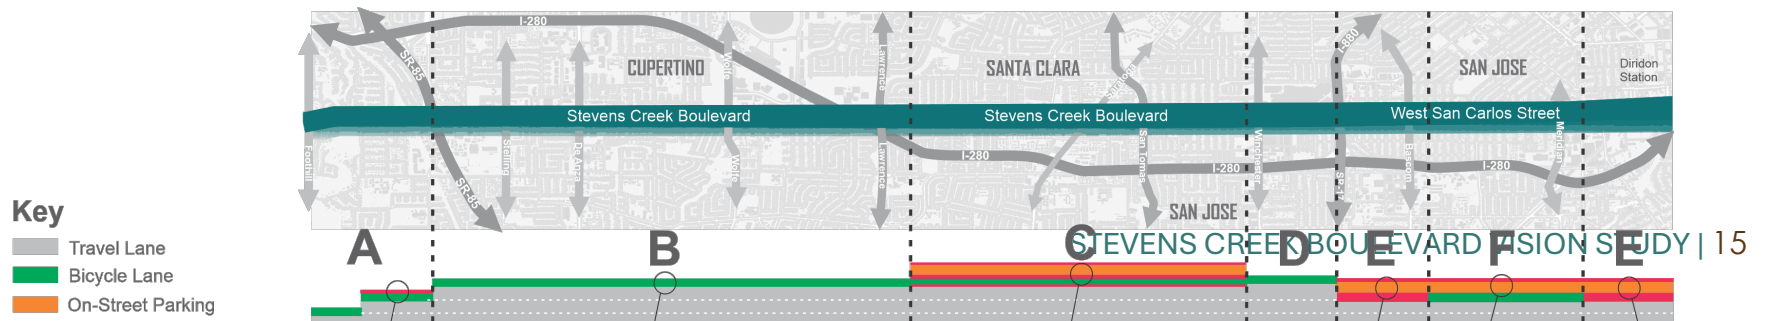 I-280
I-880
SR-85
Wolfe
Lawrence
CUPERTINO
SANTA CLARA
Saratoga
SAN JOSE
Diridon
Station
Stevens Creek Boulevard
Stevens Creek Boulevard
West San Carlos Street
Foothill
Stelling
De Anza
Wolfe
Lawrence
I-280
San Tomas
I-280
Winchester
Bascom
I-280
Meridian
SR-85
SAN JOSE
Key
Travel Lane
Bicycle Lane
On-Street Parking
A
B
C
D
E
F
E
STEVENS CREEK BOULEVARD VISION STUDY | 15